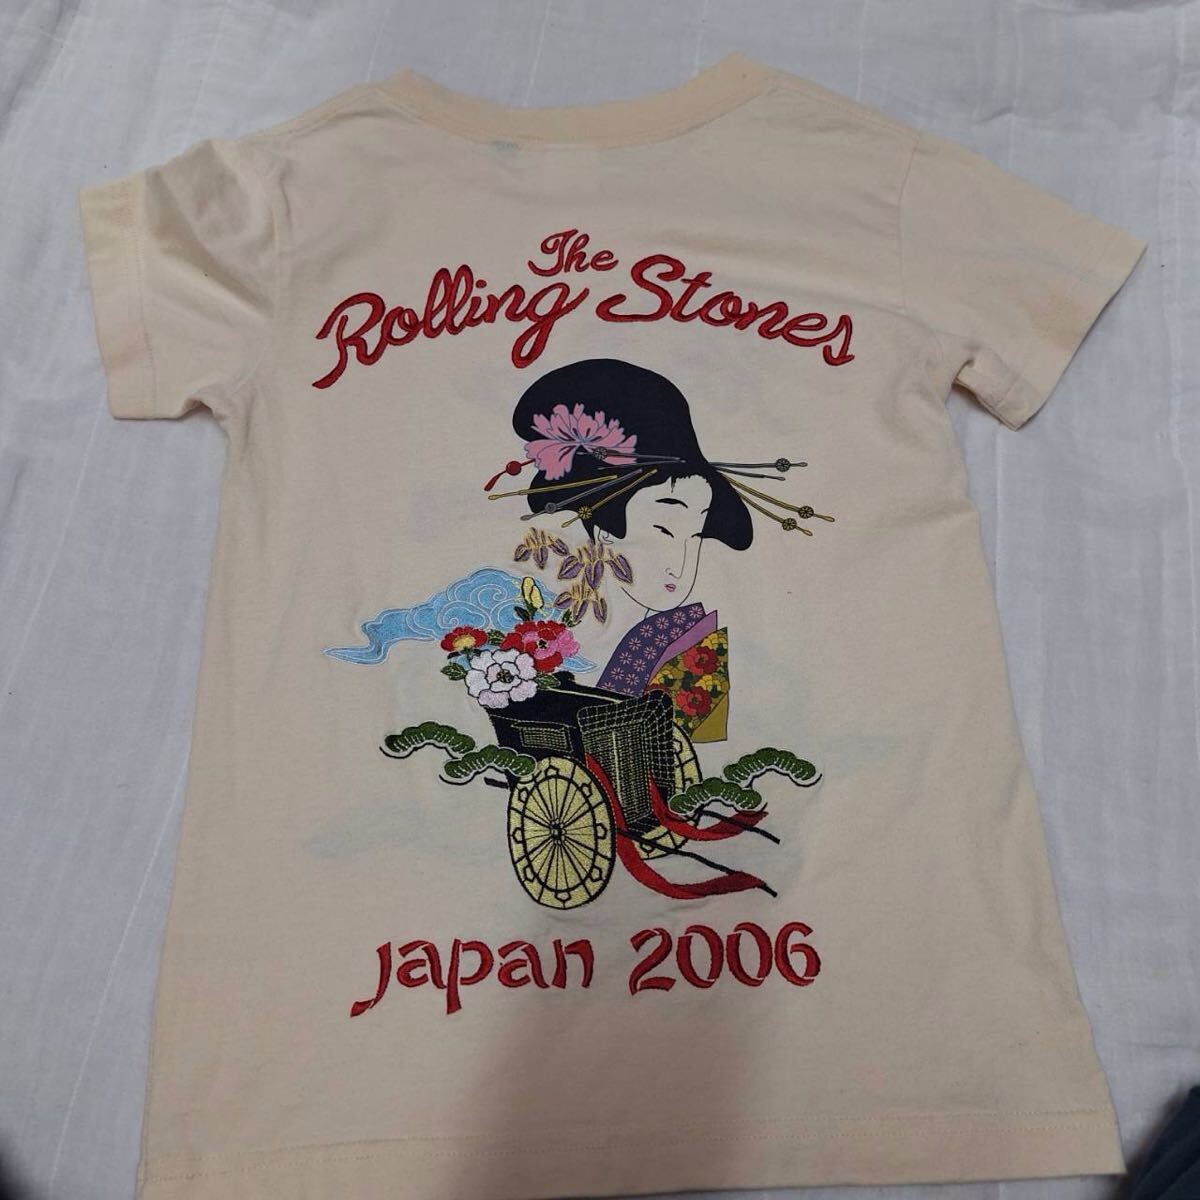 The
Rolling Stones
Japan 2006